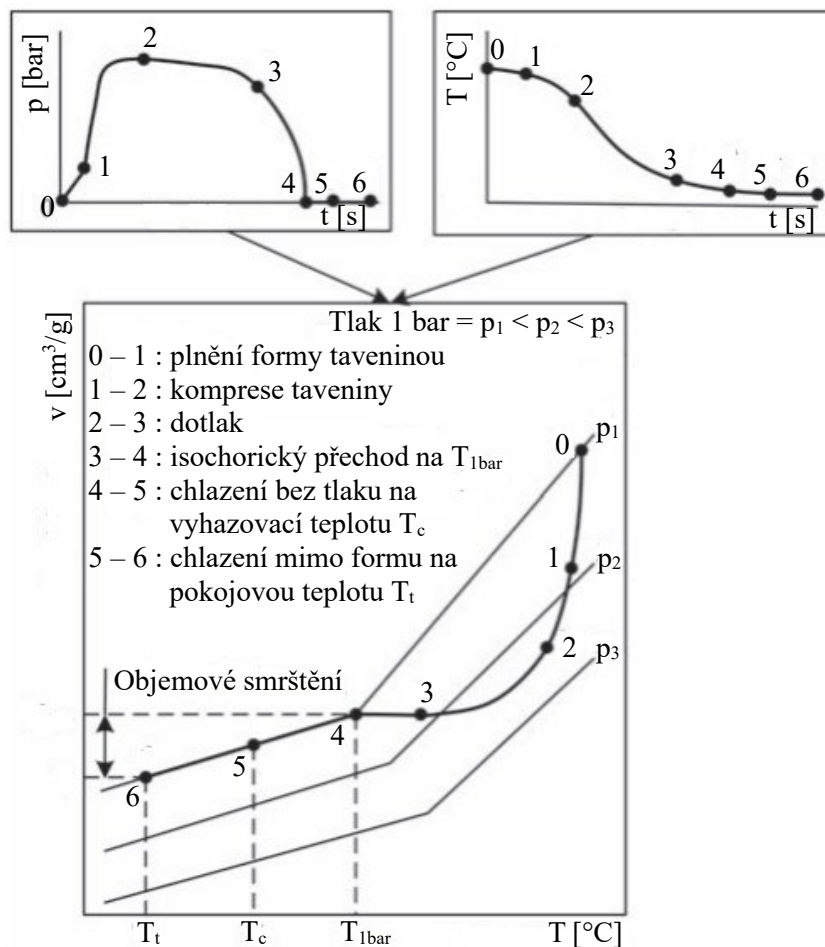 p [bar]
2
3
1
0
4
5
6
t [s]
T [°C]
0
1
2
3
4
5
6
t [s]
v [cm³/g]
Tlak 1 bar = p₁ < p₂ < p₃
0 – 1 : plnění formy taveninou
1 – 2 : komprese taveniny
2 – 3 : dotlak
3 – 4 : isochorický přechod na T₁bar
4 – 5 : chlazení bez tlaku na
vyhazovací teplotu Tc
5 – 6 : chlazení mimo formu na
pokojovou teplotu Tt
0
p₁
1
p₂
2
p₃
Objemové smrštění
3
4
5
6
Tt
Tc
T₁bar
T [°C]